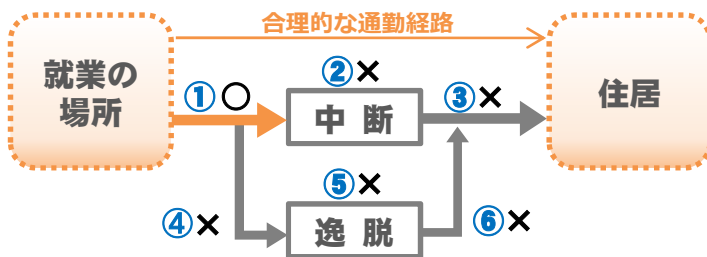 合理的な通勤経路
就業の
場所
①○
②×
中断
③×
住居
④×
⑤×
逸脱
⑥×